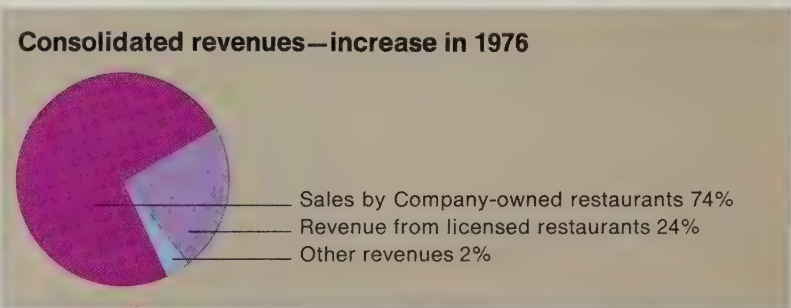 Consolidated revenues—increase in 1976
Sales by Company-owned restaurants 74%
Revenue from licensed restaurants 24%
Other revenues 2%